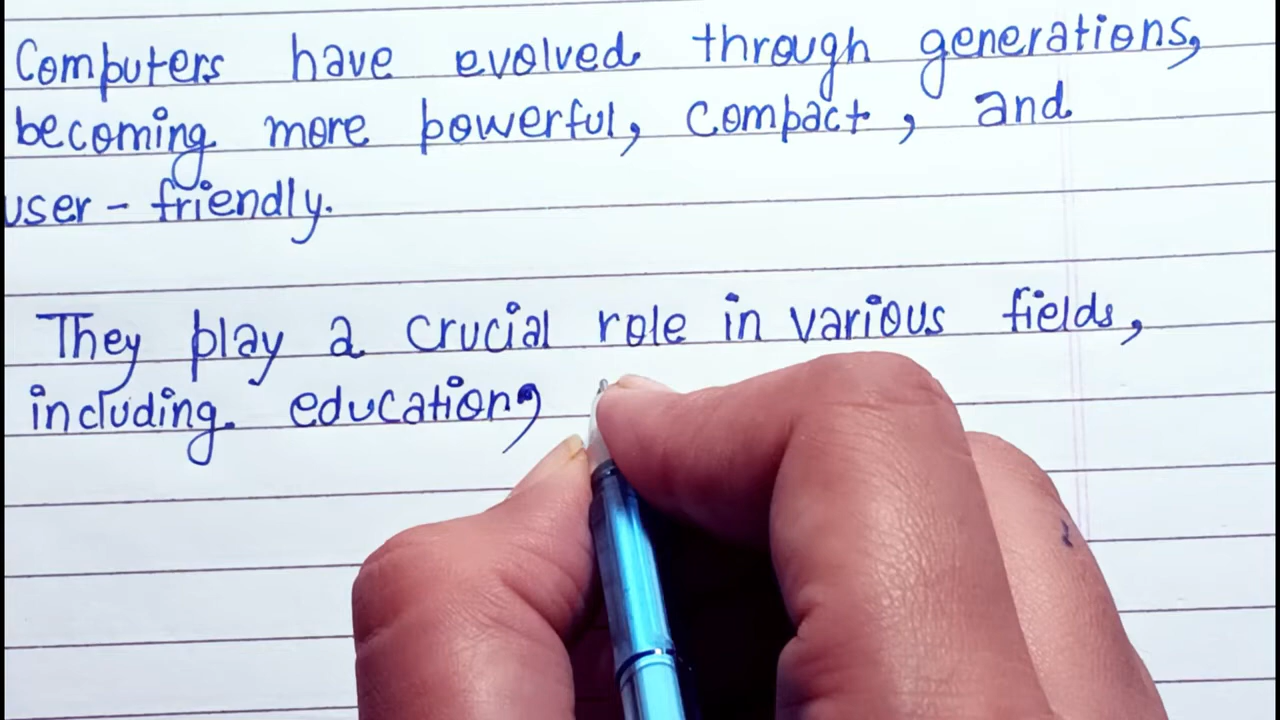 Computers have evolved through generations,
becoming more powerful, compact, and
user - friendly.
They play a crucial role in various fields,
including education,